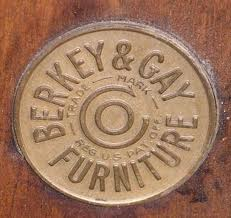 BERKEY & GAY
TRADE MARK
REG. U.S. PAT. OFF.
FURNITURE